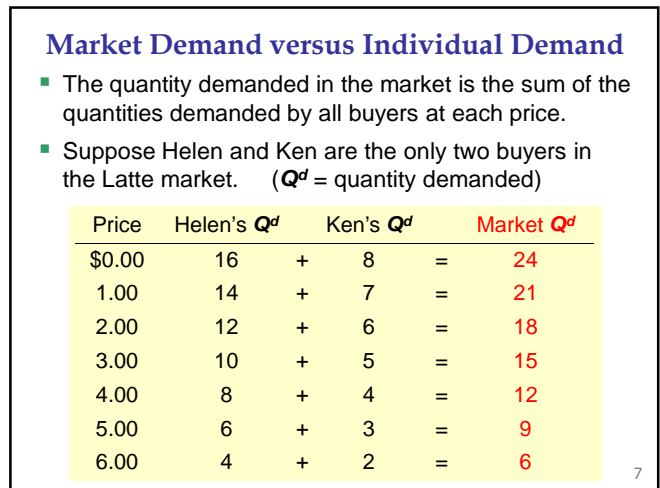 Market Demand versus Individual Demand
▪ The quantity demanded in the market is the sum of the
quantities demanded by all buyers at each price.
▪ Suppose Helen and Ken are the only two buyers in
the Latte market. (Qᵈ = quantity demanded)
Price Helen's Qᵈ Ken's Qᵈ Market Qᵈ
$0.00 16 + 8 = 24
1.00 14 + 7 = 21
2.00 12 + 6 = 18
3.00 10 + 5 = 15
4.00 8 + 4 = 12
5.00 6 + 3 = 9
6.00 4 + 2 = 6
7